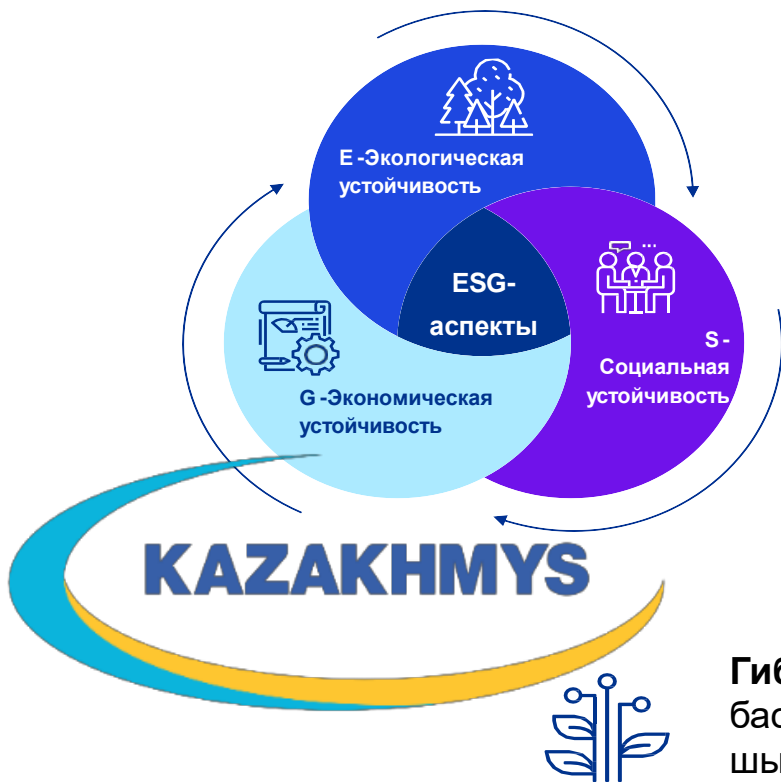 E -Экологическая
устойчивость
ESG-
аспекты
S -
Социальная
устойчивость
G -Экономическая
устойчивость
KAZAKHMYS